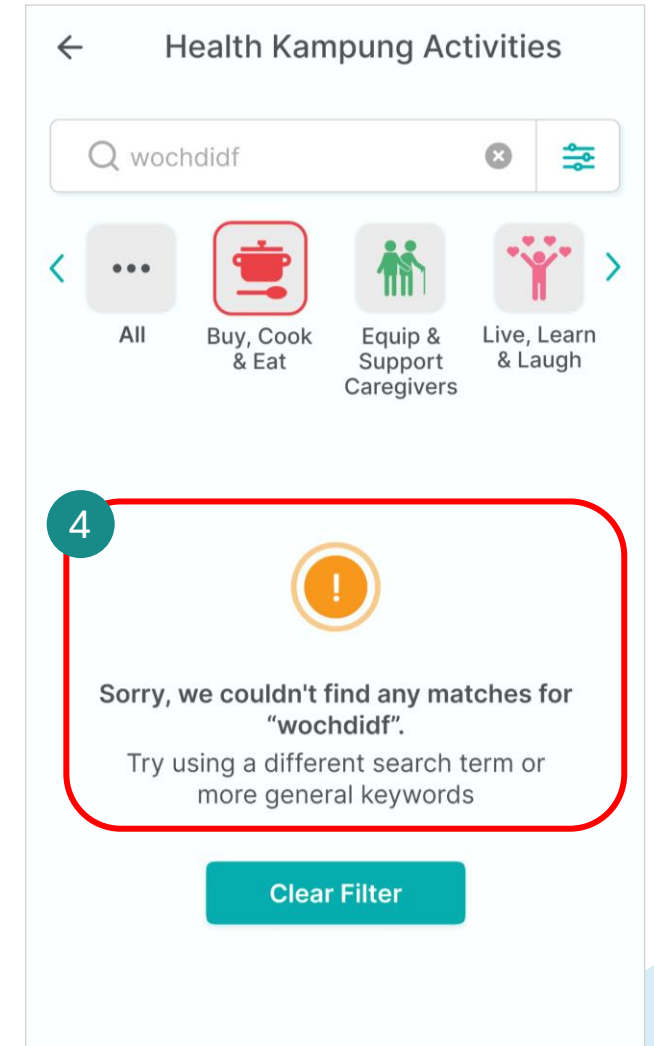 Health Kampung Activities
wochdidf
All
Buy, Cook
& Eat
Equip &
Support
Caregivers
Live, Learn
& Laugh
4
!
Sorry, we couldn't find any matches for
“wochdidf”.
Try using a different search term or
more general keywords
Clear Filter